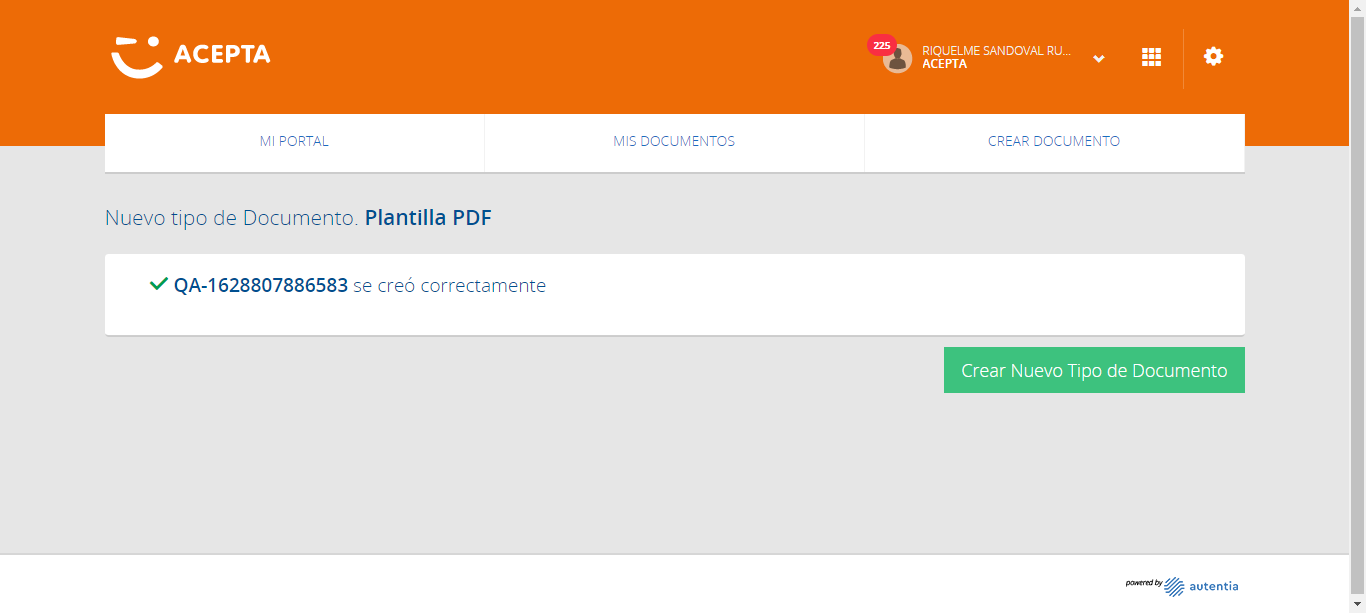 ACEPTA
225
RIQUELME SANDOVAL RU...
ACEPTA
MI PORTAL
MIS DOCUMENTOS
CREAR DOCUMENTO
Nuevo tipo de Documento. Plantilla PDF
QA-1628807886583 se creó correctamente
Crear Nuevo Tipo de Documento
powered by autentia